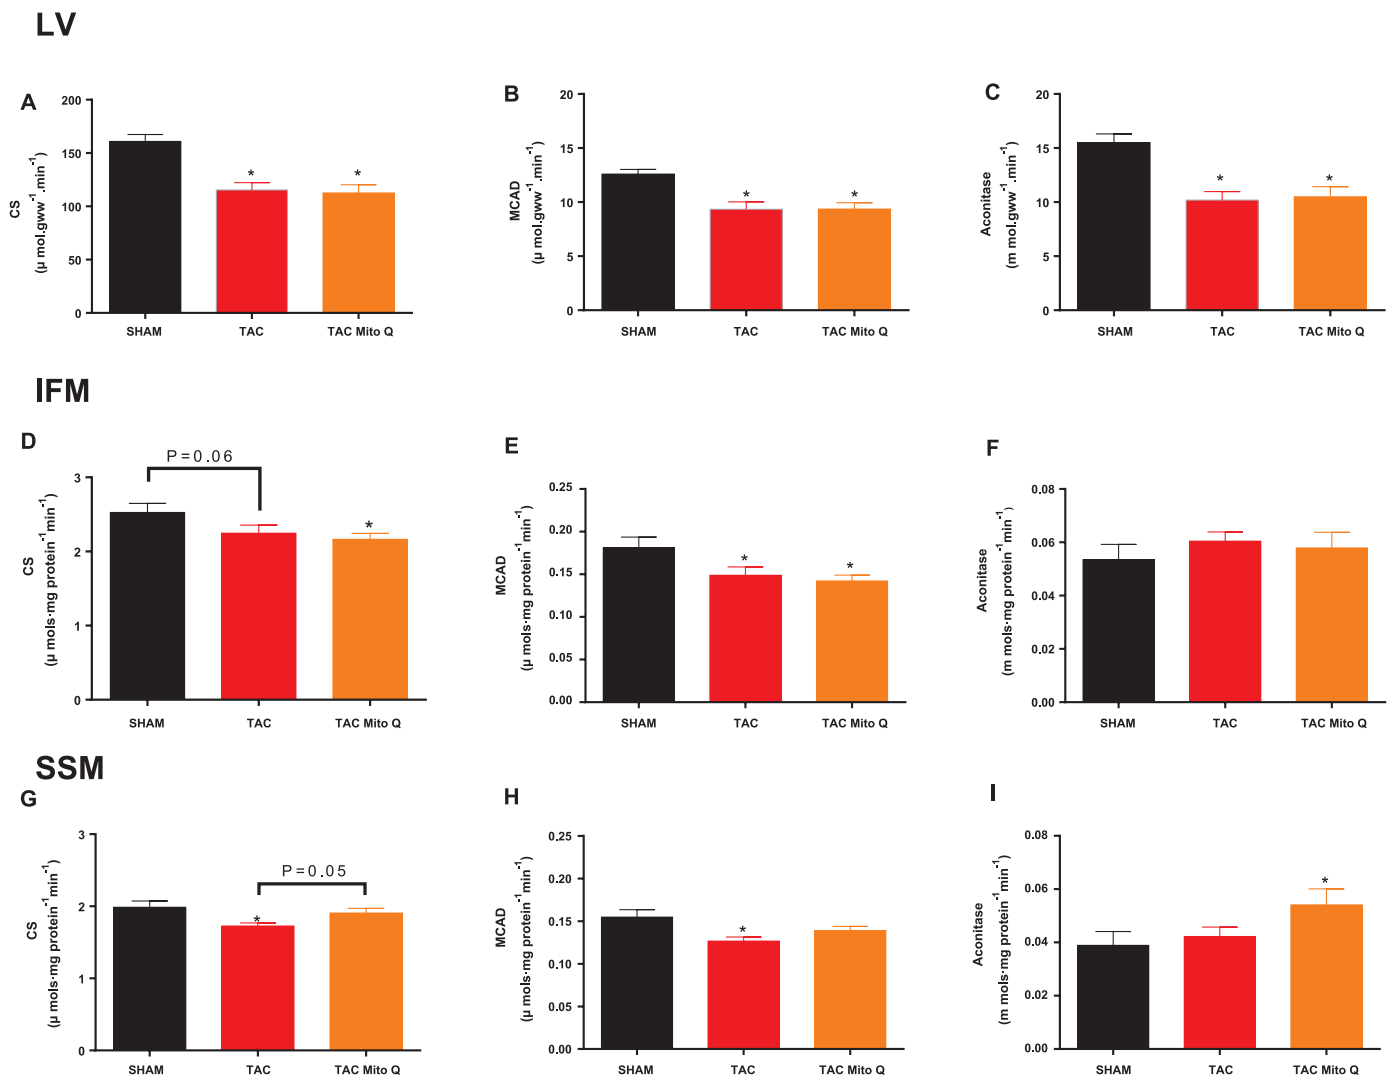 LV
A
CS
(µ mol.gww⁻¹.min⁻¹)
200
150
100
50
0
*
*
SHAM
TAC
TAC Mito Q
B
MCAD
(µ mol.gww⁻¹.min⁻¹)
20
15
10
5
0
*
*
SHAM
TAC
TAC Mito Q
C
Aconitase
(m mol.gww⁻¹.min⁻¹)
20
15
10
5
0
*
*
SHAM
TAC
TAC Mito Q
IFM
D
CS
(µ mols·mg protein⁻¹min⁻¹)
3
2
1
0
P=0.06
*
SHAM
TAC
TAC Mito Q
E
MCAD
(µ mols·mg protein⁻¹min⁻¹)
0.25
0.20
0.15
0.10
0.05
0.00
*
*
SHAM
TAC
TAC Mito Q
F
Aconitase
(m mols·mg protein⁻¹min⁻¹)
0.08
0.06
0.04
0.02
0.00
SHAM
TAC
TAC Mito Q
SSM
G
CS
(µ mols·mg protein⁻¹min⁻¹)
3
2
1
0
P=0.05
*
SHAM
TAC
TAC Mito Q
H
MCAD
(µ mols·mg protein⁻¹min⁻¹)
0.25
0.20
0.15
0.10
0.05
0.00
*
SHAM
TAC
TAC Mito Q
I
Aconitase
(m mols·mg protein⁻¹min⁻¹)
0.08
0.06
0.04
0.02
0.00
*
SHAM
TAC
TAC Mito Q